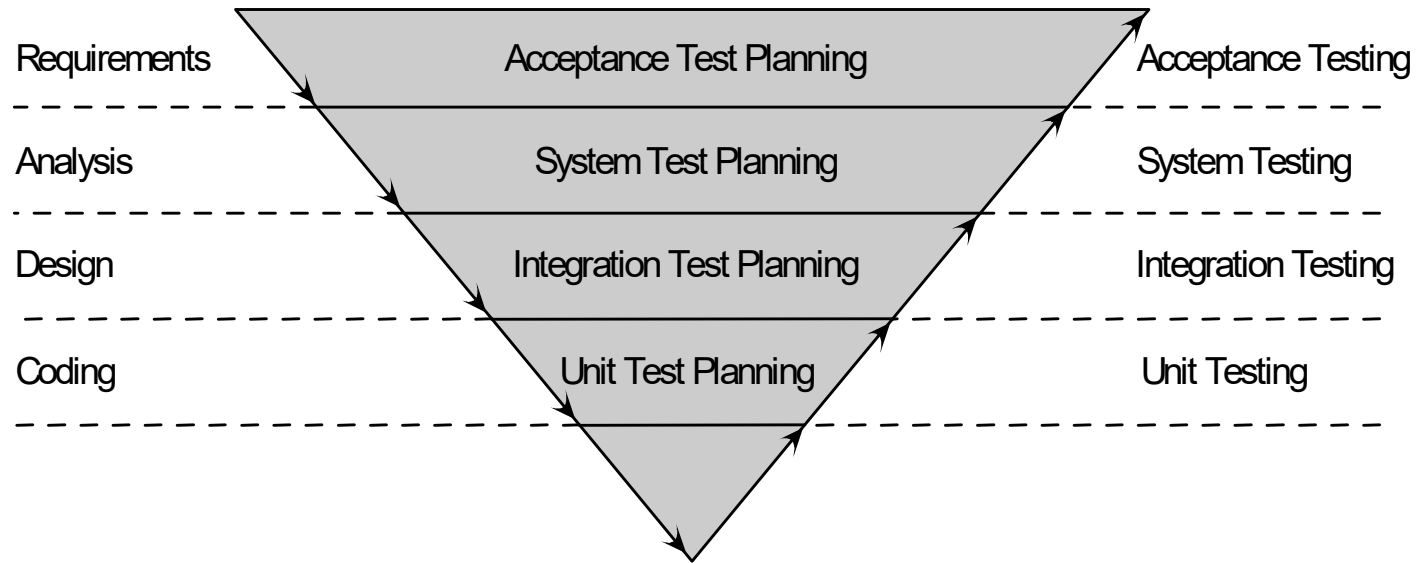 Requirements
Acceptance Test Planning
Acceptance Testing
Analysis
System Test Planning
System Testing
Design
Integration Test Planning
Integration Testing
Coding
Unit Test Planning
Unit Testing